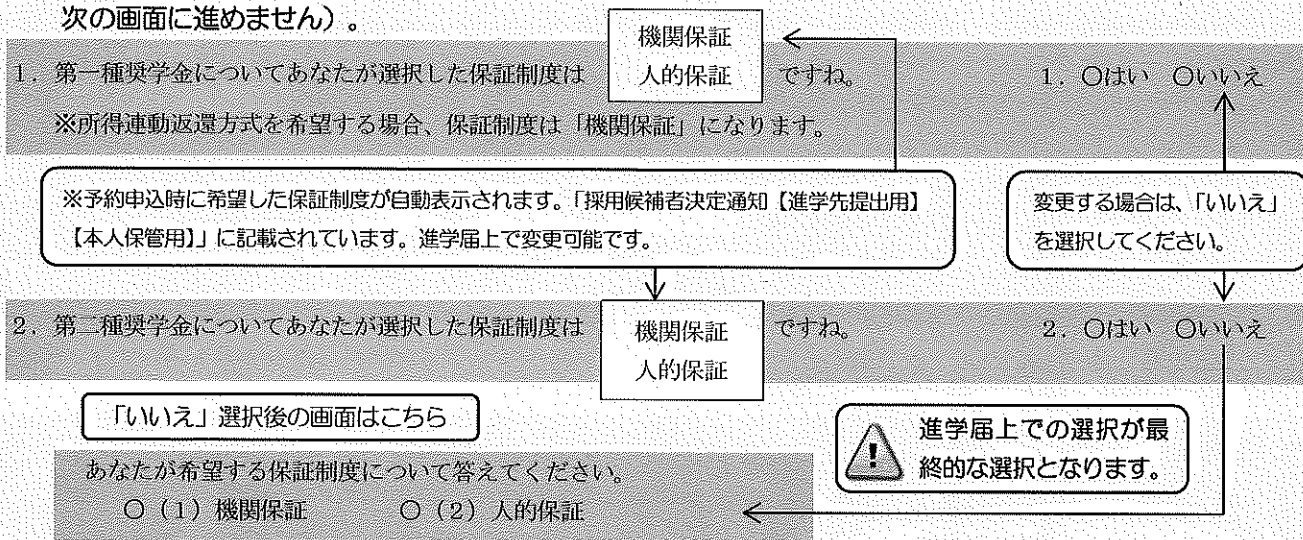 次の画面に進めません）。
機関保証
1．第一種奨学金についてあなたが選択した保証制度は 人的保証 ですね。 1．○はい ○いいえ
※所得連動返還方式を希望する場合、保証制度は「機関保証」になります。
※予約申込時に希望した保証制度が自動表示されます。「採用候補者決定通知【進学先提出用】
【本人保管用】」に記載されています。進学届上で変更可能です。
変更する場合は、「いいえ」
を選択してください。
2．第二種奨学金についてあなたが選択した保証制度は 機関保証 ですね。 2．○はい ○いいえ
人的保証
「いいえ」選択後の画面はこちら
進学届上での選択が最
終的な選択となります。
あなたが希望する保証制度について答えてください。
○（1）機関保証 ○（2）人的保証